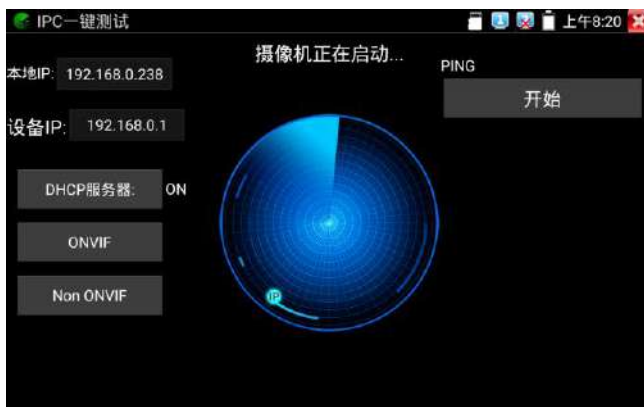 IPC一键测试
上午8:20
摄像机正在启动...
本地IP: 192.168.0.238
PING
开始
设备IP: 192.168.0.1
DHCP服务器: ON
ONVIF
Non ONVIF
IP